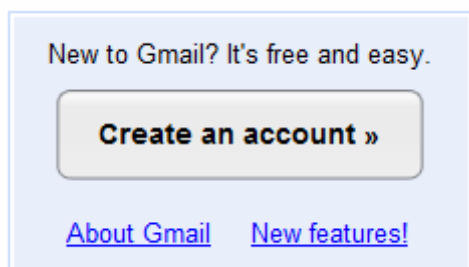 New to Gmail? It's free and easy.
Create an account »
About Gmail New features!